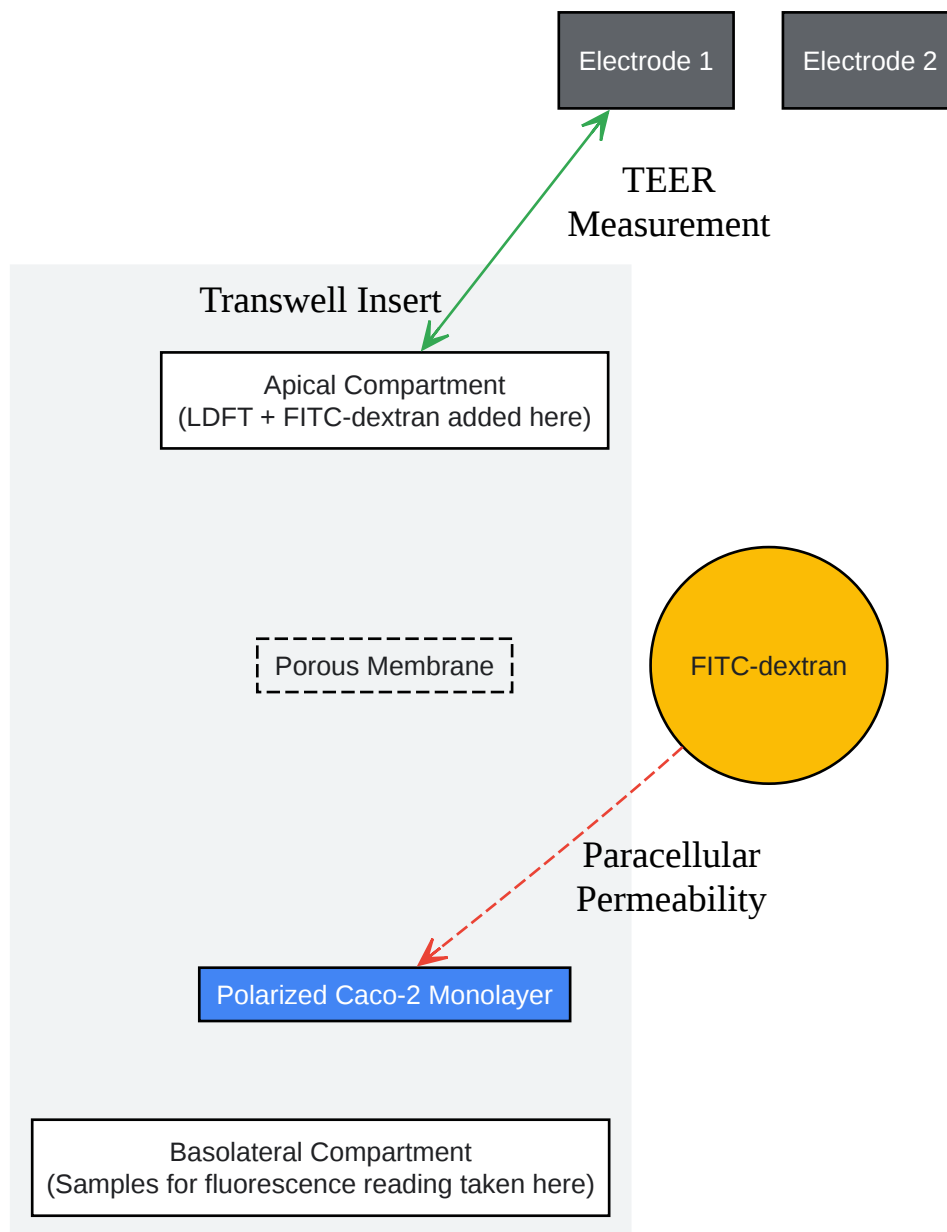 Electrode 1
Electrode 2
TEER
Measurement
Transwell Insert
Apical Compartment
(LDFT + FITC-dextran added here)
Porous Membrane
FITC-dextran
Paracellular
Permeability
Polarized Caco-2 Monolayer
Basolateral Compartment
(Samples for fluorescence reading taken here)